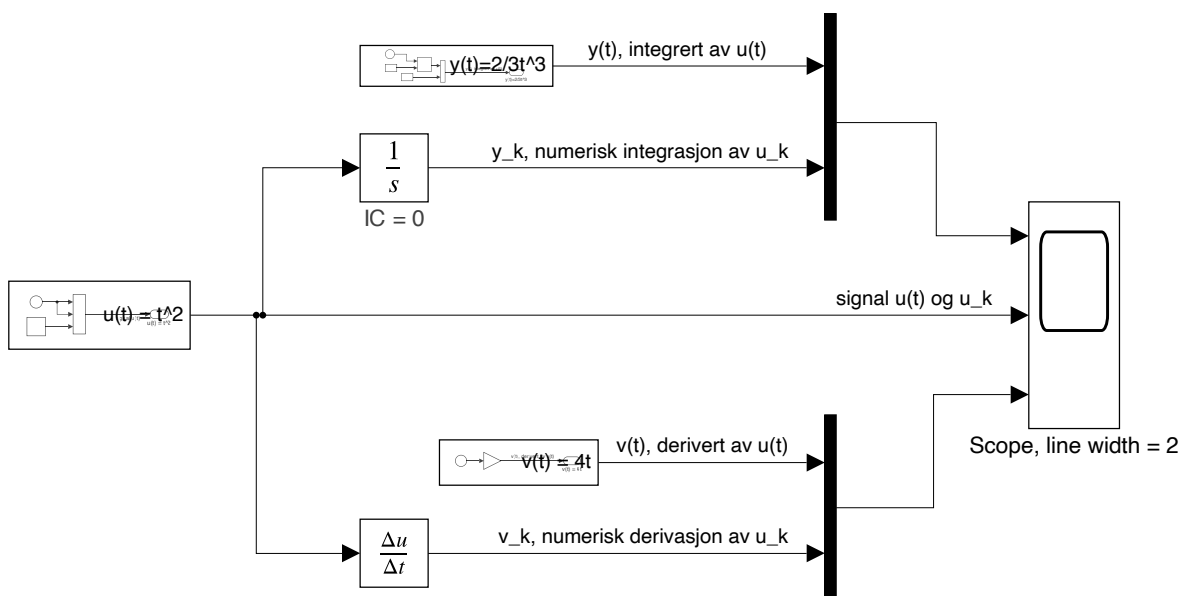 y(t)=2/3t^3
y(t), integrert av u(t)
1
s
IC = 0
y_k, numerisk integrasjon av u_k
u(t) = t^2
signal u(t) og u_k
Scope, line width = 2
v(t) = 4t
v(t), derivert av u(t)
Δu
Δt
v_k, numerisk derivasjon av u_k